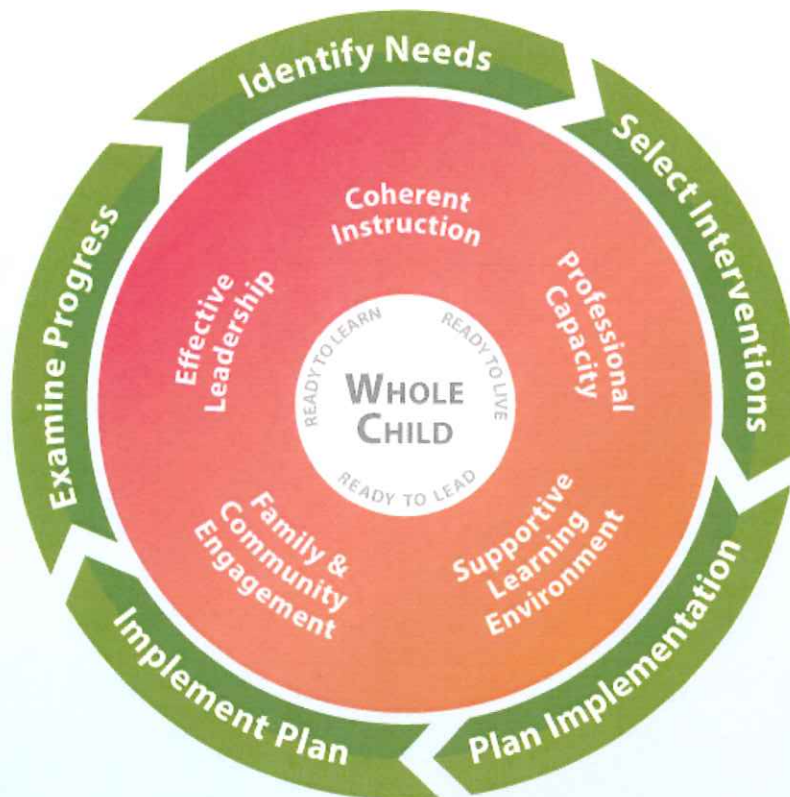 Identify Needs
Select Interventions
Plan Implementation
Implement Plan
Examine Progress
Coherent
Instruction
Professional
Capacity
Supportive
Learning
Environment
Family &
Community
Engagement
Effective
Leadership
READY TO LEARN
READY TO LIVE
READY TO LEAD
WHOLE
CHILD